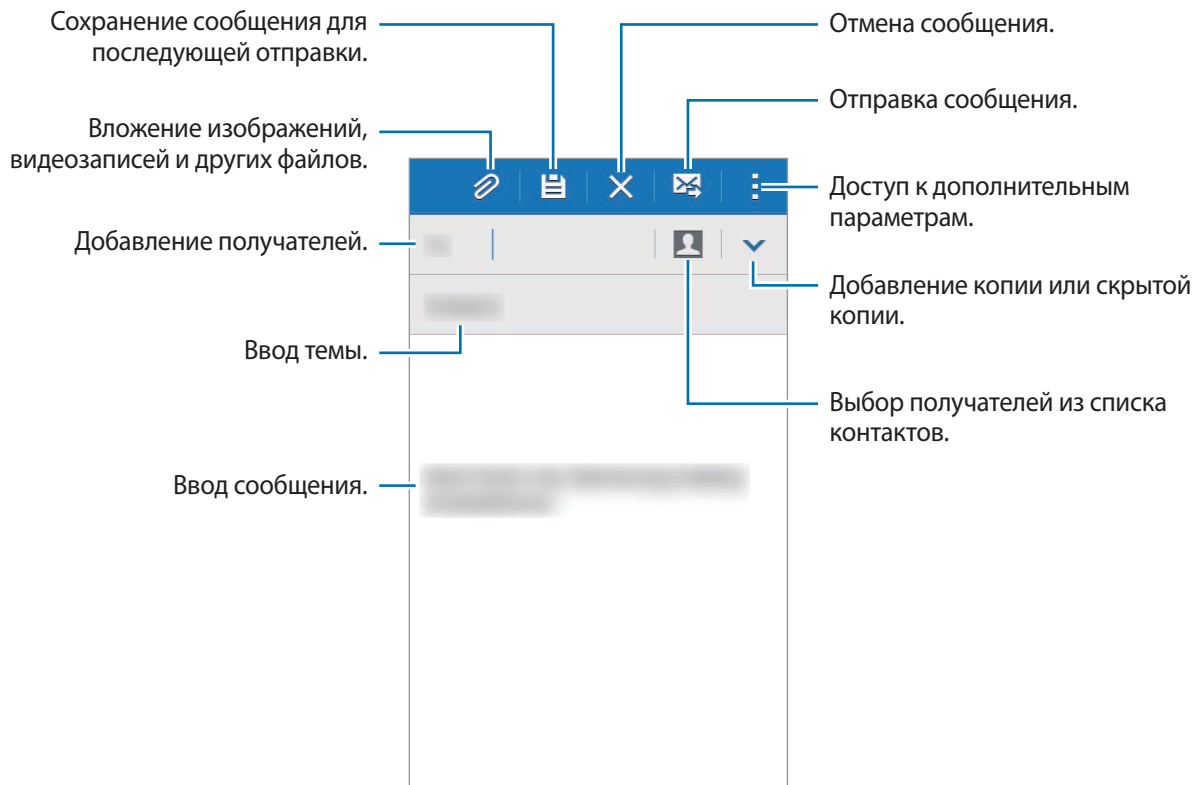 Сохранение сообщения для
последующей отправки.
Вложение изображений,
видеозаписей и других файлов.
Добавление получателей.
Ввод темы.
Ввод сообщения.
Отмена сообщения.
Отправка сообщения.
Доступ к дополнительным
параметрам.
Добавление копии или скрытой
копии.
Выбор получателей из списка
контактов.